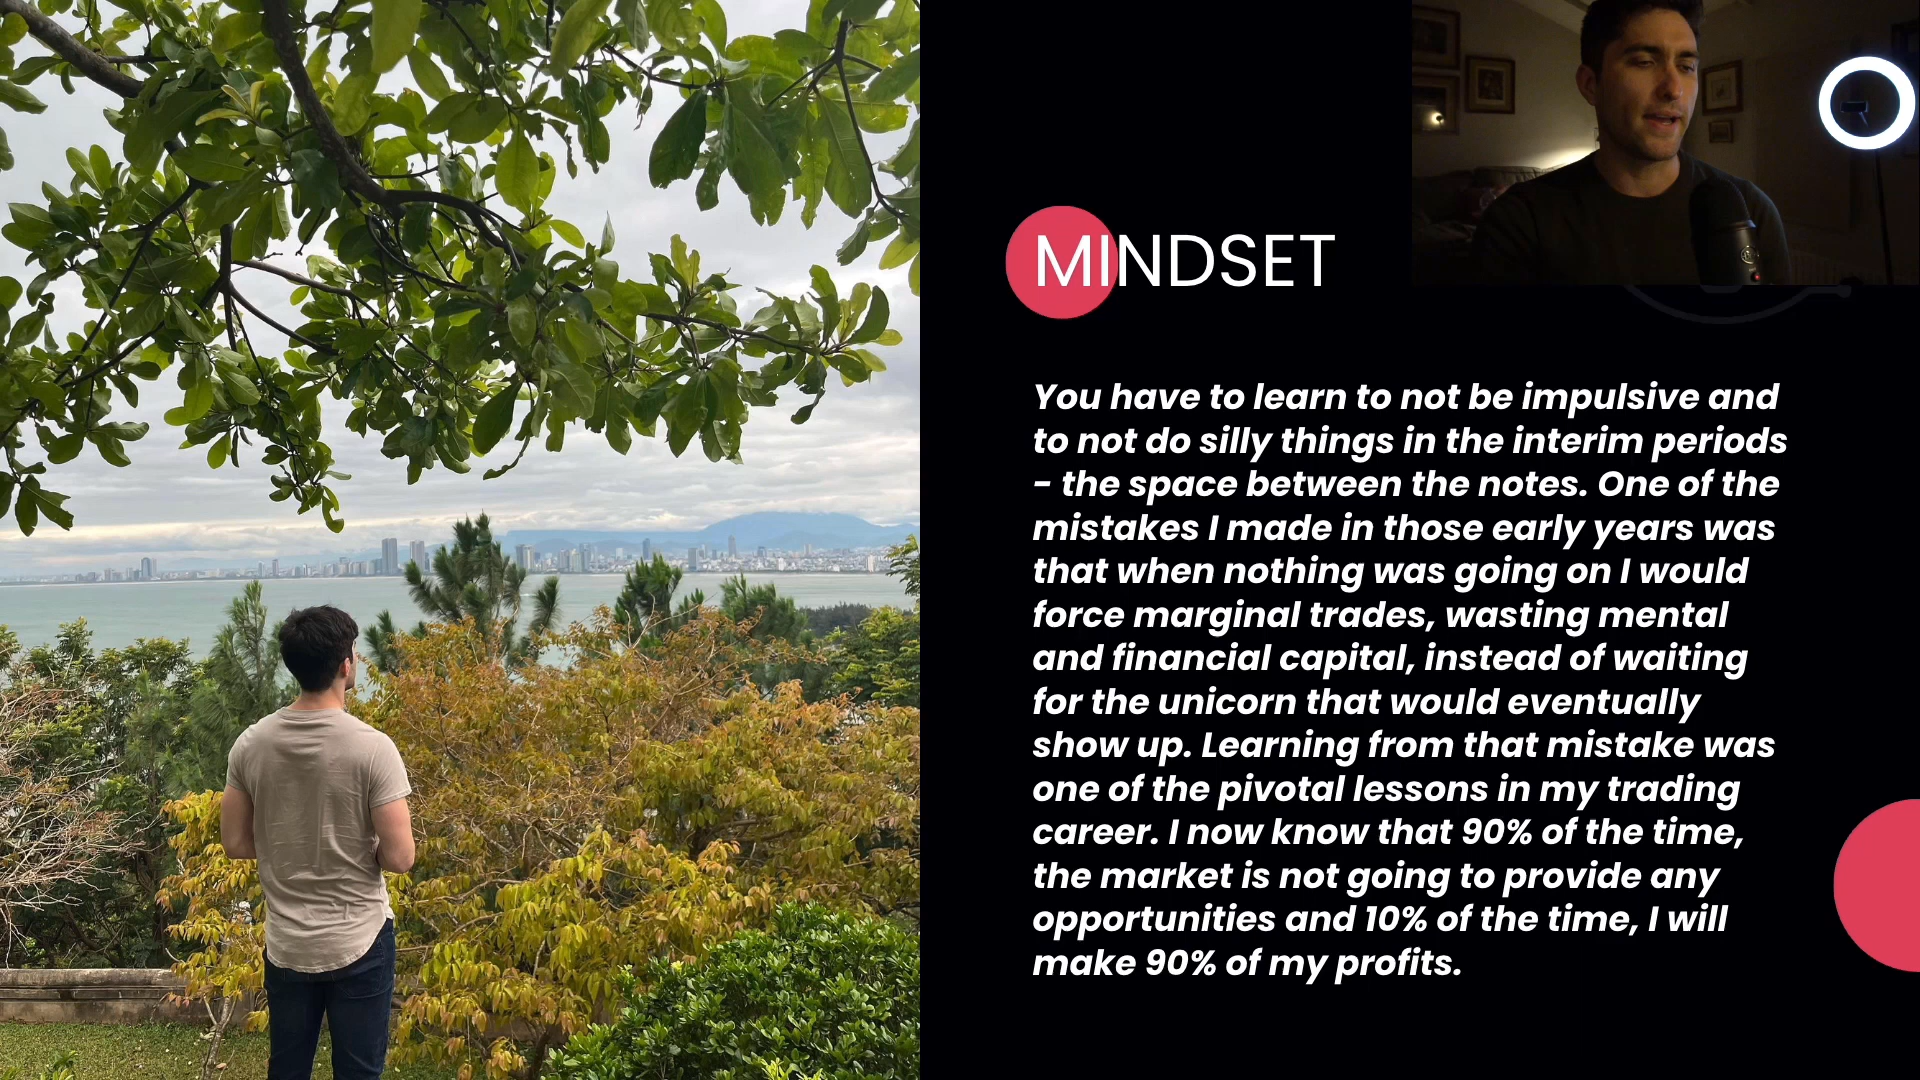 MINDSET
You have to learn to not be impulsive and
to not do silly things in the interim periods
- the space between the notes. One of the
mistakes I made in those early years was
that when nothing was going on I would
force marginal trades, wasting mental
and financial capital, instead of waiting
for the unicorn that would eventually
show up. Learning from that mistake was
one of the pivotal lessons in my trading
career. I now know that 90% of the time,
the market is not going to provide any
opportunities and 10% of the time, I will
make 90% of my profits.